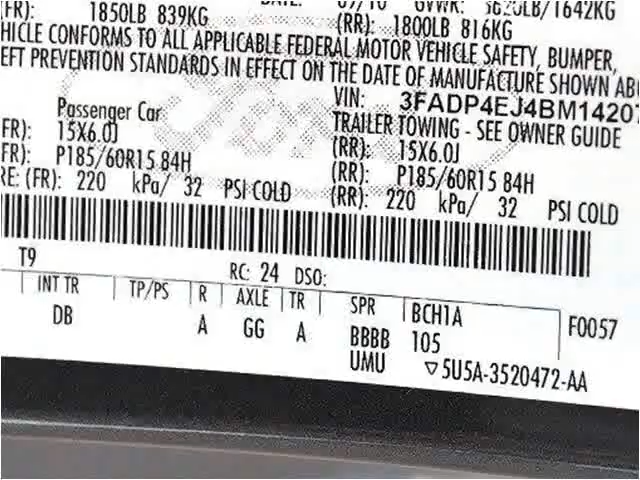 (FR): 1850LB 839KG (RR): 1800LB 816KG
HICLE CONFORMS TO ALL APPLICABLE FEDERAL MOTOR VEHICLE SAFETY, BUMPER,
EFT PREVENTION STANDARDS IN EFFECT ON THE DATE OF MANUFACTURE SHOWN ABO
VIN: 3FADP4EJ4BM14207
Passenger Car TRAILER TOWING - SEE OWNER GUIDE
FR): 15X6.0J (RR): 15X6.0J
FR): P185/60R15 84H (RR): P185/60R15 84H
RE: (FR): 220 kPa/ 32 PSI COLD (RR): 220 kPa/ 32 PSI COLD
T9 RC: 24 DSO:
INT TR TP/PS R AXLE TR SPR BCH1A F0057
DB A GG A BBBB 105
UMU ▽5U5A-3520472-AA